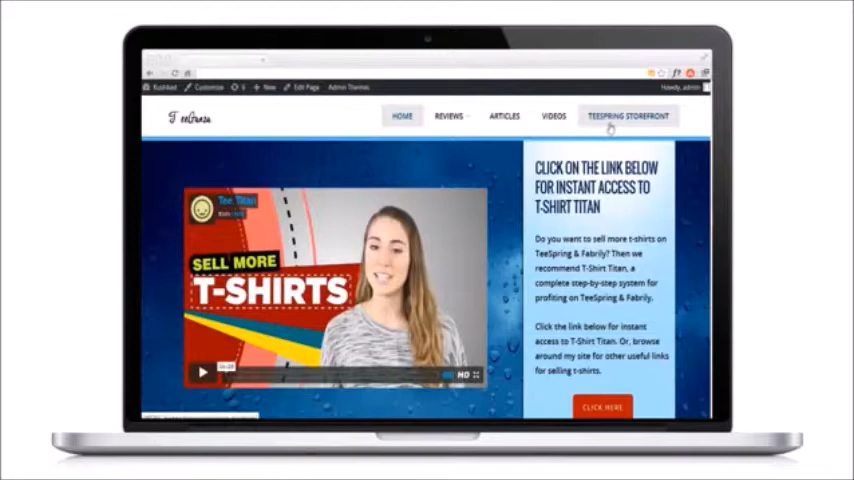 Customize
New
Edit Page
Howdy, admin
HOME
REVIEWS
ARTICLES
VIDEOS
TEESPRING STOREFRONT
Tee Titan
SELL MORE
T-SHIRTS
HD
CLICK ON THE LINK BELOW
FOR INSTANT ACCESS TO
T-SHIRT TITAN
Do you want to sell more t-shirts on
TeeSpring & Fabrily? Then we
recommend T-Shirt Titan, a
complete step-by-step system for
profiting on TeeSpring & Fabrily.
Click the link below for instant
access to T-Shirt Titan. Or, browse
around my site for other useful links
for selling t-shirts.
CLICK HERE